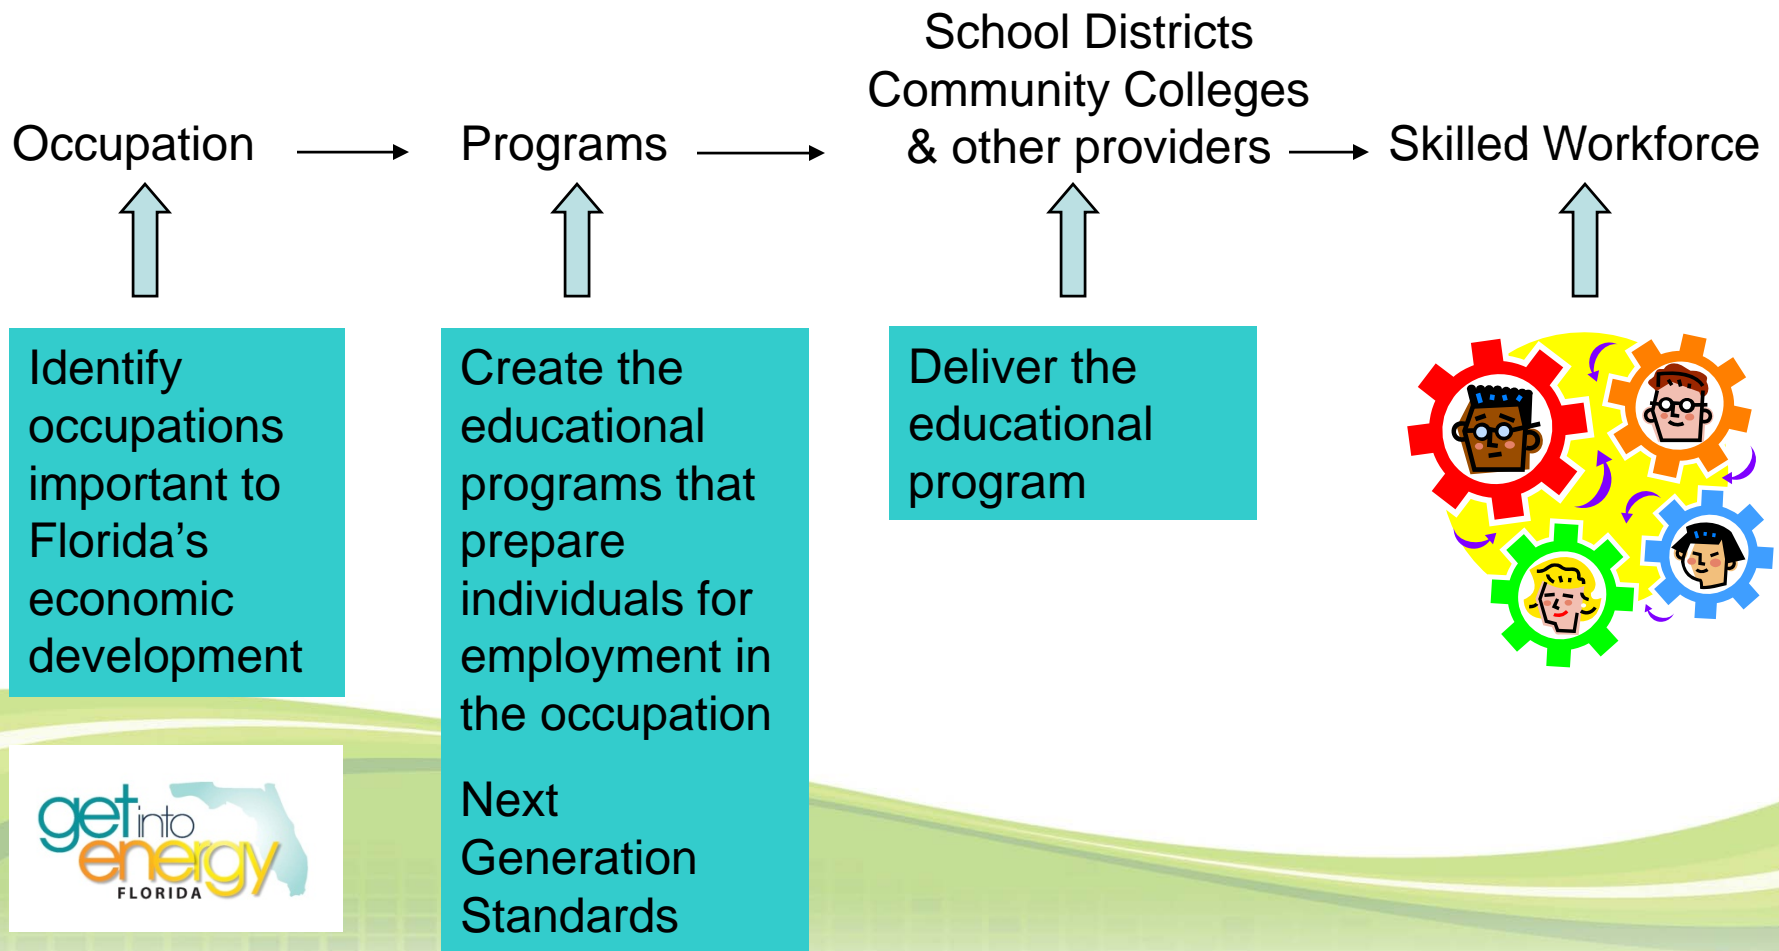 School Districts
Community Colleges
& other providers
Occupation
Programs
Skilled Workforce
Identify
occupations
important to
Florida’s
economic
development
Create the
educational
programs that
prepare
individuals for
employment in
the occupation
Next
Generation
Standards
Deliver the
educational
program
get into
energy
FLORIDA